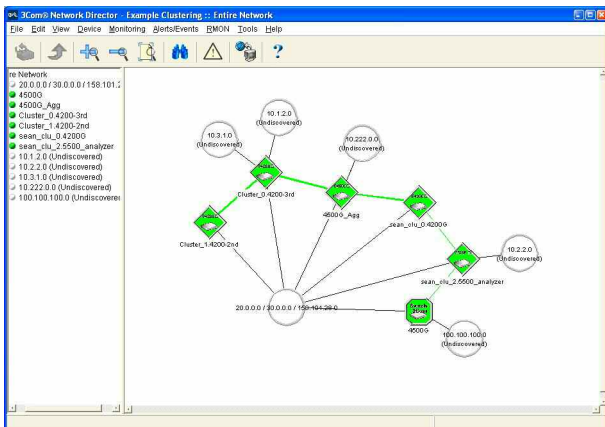 3Com® Network Director - Example Clustering :: Entire Network
File Edit View Device Monitoring Alerts/Events RMON Tools Help
re Network
20.0.0.0 / 30.0.0.0 / 158.101.2
4500G
4500G_Agg
Cluster_0.4200-3rd
Cluster_1.4200-2nd
sean_clu_0.4200G
sean_clu_2.5500_analyzer
10.1.2.0 (Undiscovered)
10.2.2.0 (Undiscovered)
10.3.1.0 (Undiscovered)
10.222.0.0 (Undiscovered)
100.100.100.0 (Undiscovered
10.1.2.0
(Undiscovered)
10.3.1.0
(Undiscovered)
10.222.0.0
(Undiscovered)
Cluster_0.4200-3rd
4500G_Agg
sean_clu_0.4200G
Cluster_1.4200-2nd
10.2.2.0
(Undiscovered)
sean_clu_2.5500_analyzer
20.0.0.0 / 30.0.0.0 / 158.101.28.0
4500G
100.100.100.0
(Undiscovered)